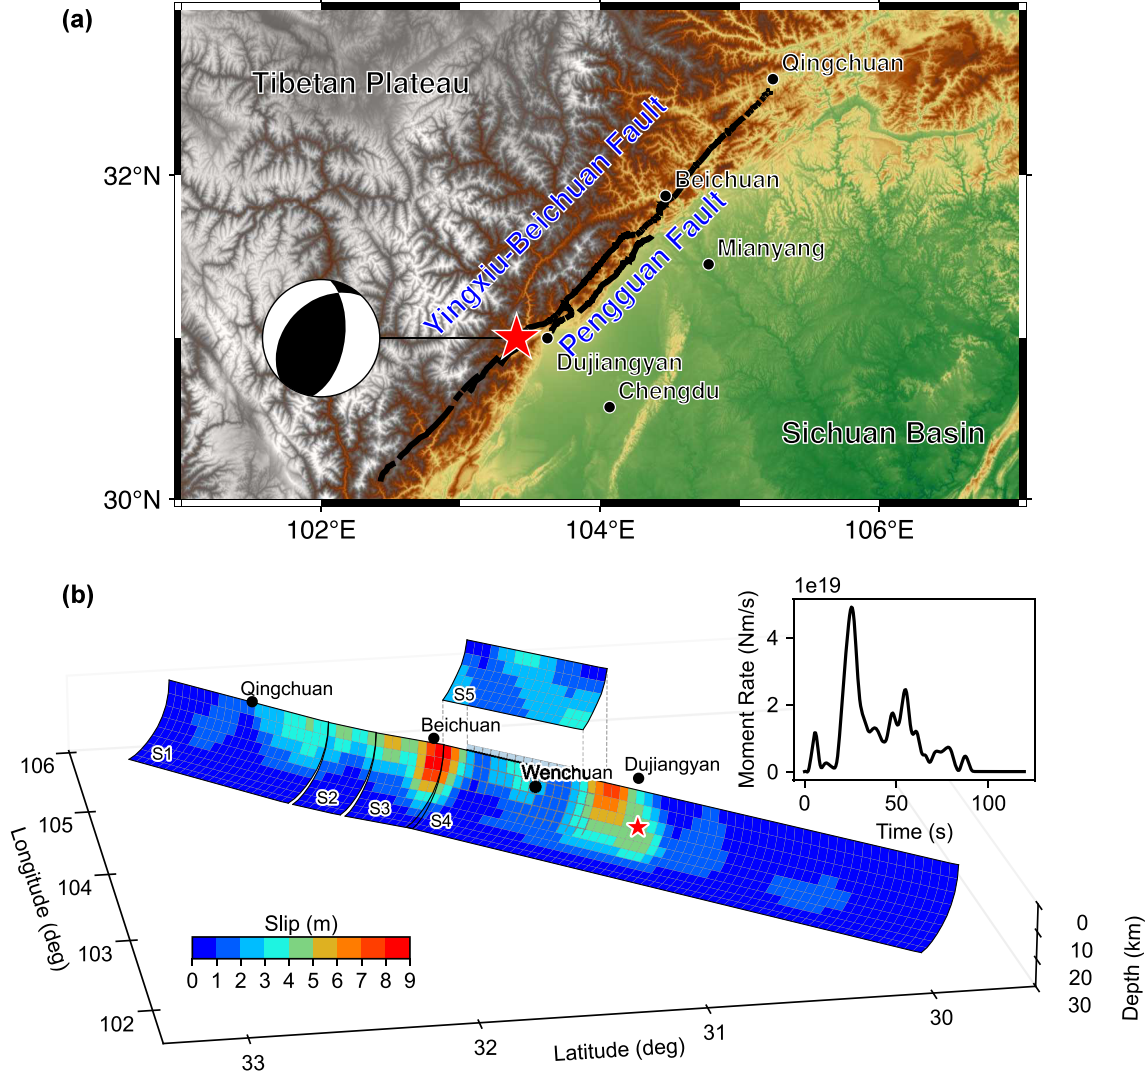 (a)
Tibetan Plateau
Qingchuan
Yingxiu-Beichuan Fault
32°N
Beichuan
Pengguan Fault
Mianyang
Dujiangyan
Chengdu
Sichuan Basin
30°N
102°E
104°E
106°E
(b)
1e19
Moment Rate (Nm/s)
4
2
0
0
50
100
Time (s)
Qingchuan
S5
Beichuan
Wenchuan
Dujiangyan
S1
S2
S3
S4
106
105
104
103
102
Longitude (deg)
Slip (m)
0 1 2 3 4 5 6 7 8 9
33
32
31
30
Latitude (deg)
0
10
20
30
Depth (km)